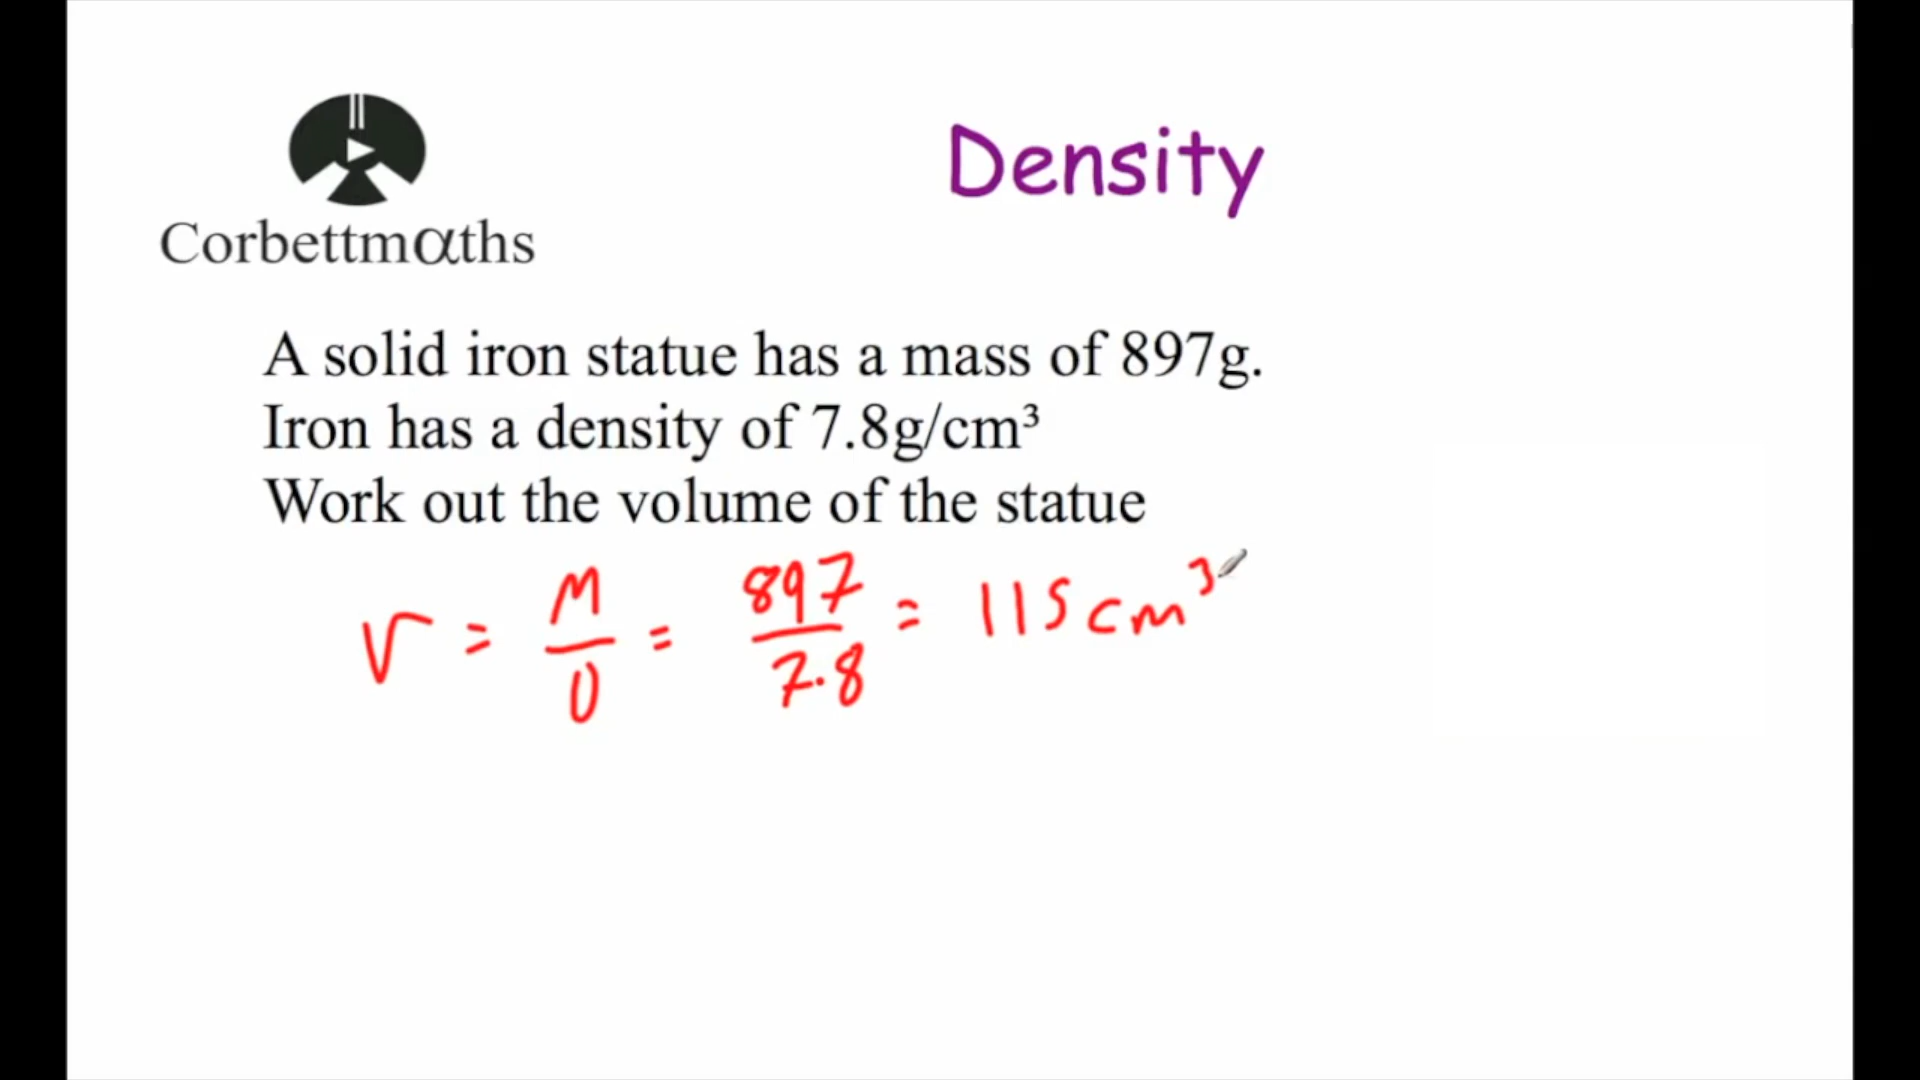 Corbettmαths
Density
A solid iron statue has a mass of 897g.
Iron has a density of 7.8g/cm³
Work out the volume of the statue
V = M/D = 897/7.8 = 115cm³